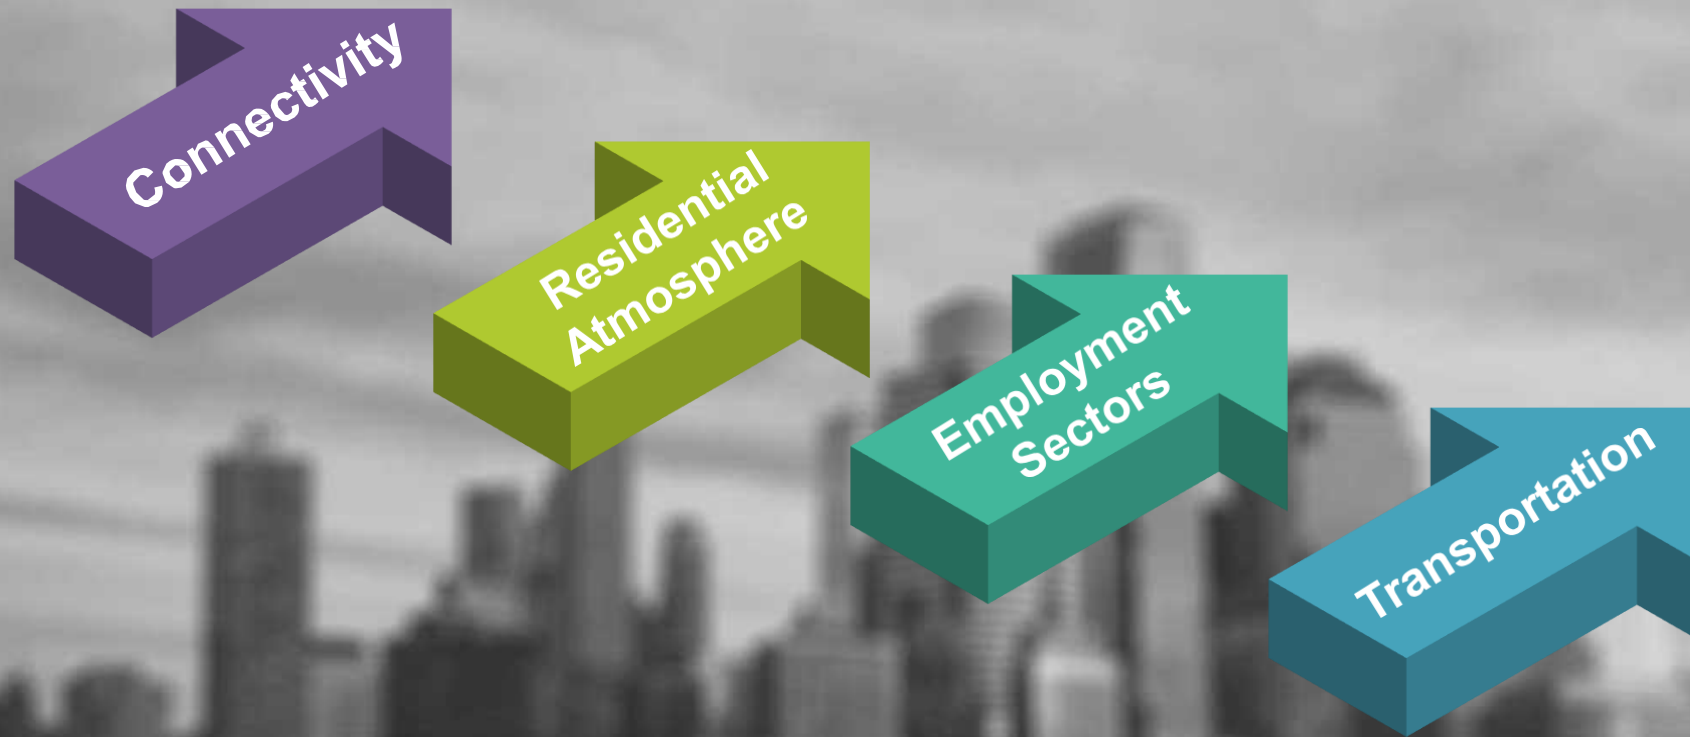 Connectivity
Residential
Atmosphere
Employment
Sectors
Transportation